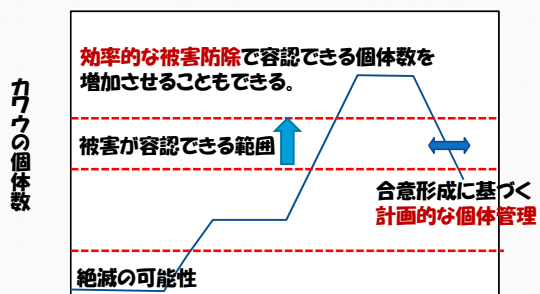 効率的な被害防除で容認できる個体数を
増加させることもできる。
カワウの個体数
被害が容認できる範囲
合意形成に基づく
計画的な個体管理
絶滅の可能性